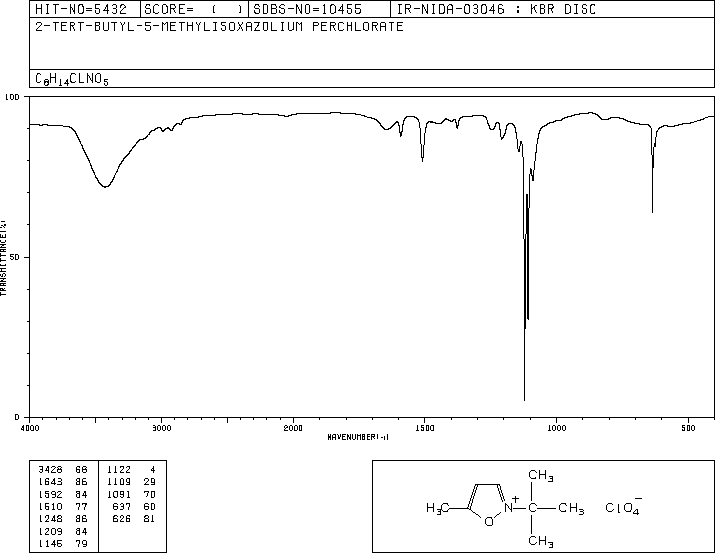 HIT-NO=5432 SCORE= ( ) SDBS-NO=10455 IR-NIDA-03046 : KBR DISC
2-TERT-BUTYL-5-METHYLISOXAZOLIUM PERCHLORATE
C8H14CLNO5
100
50
0
TRANSMITTANCE(%)
4000 3000 2000 1500 1000 500
WAVENUMBER(-1)
3428 68 1122 4
1643 86 1109 29
1592 84 1091 70
1510 77 637 60
1248 86 626 81
1209 84
1145 79
CH3
H3C O N + C CH3 ClO4 −
CH3